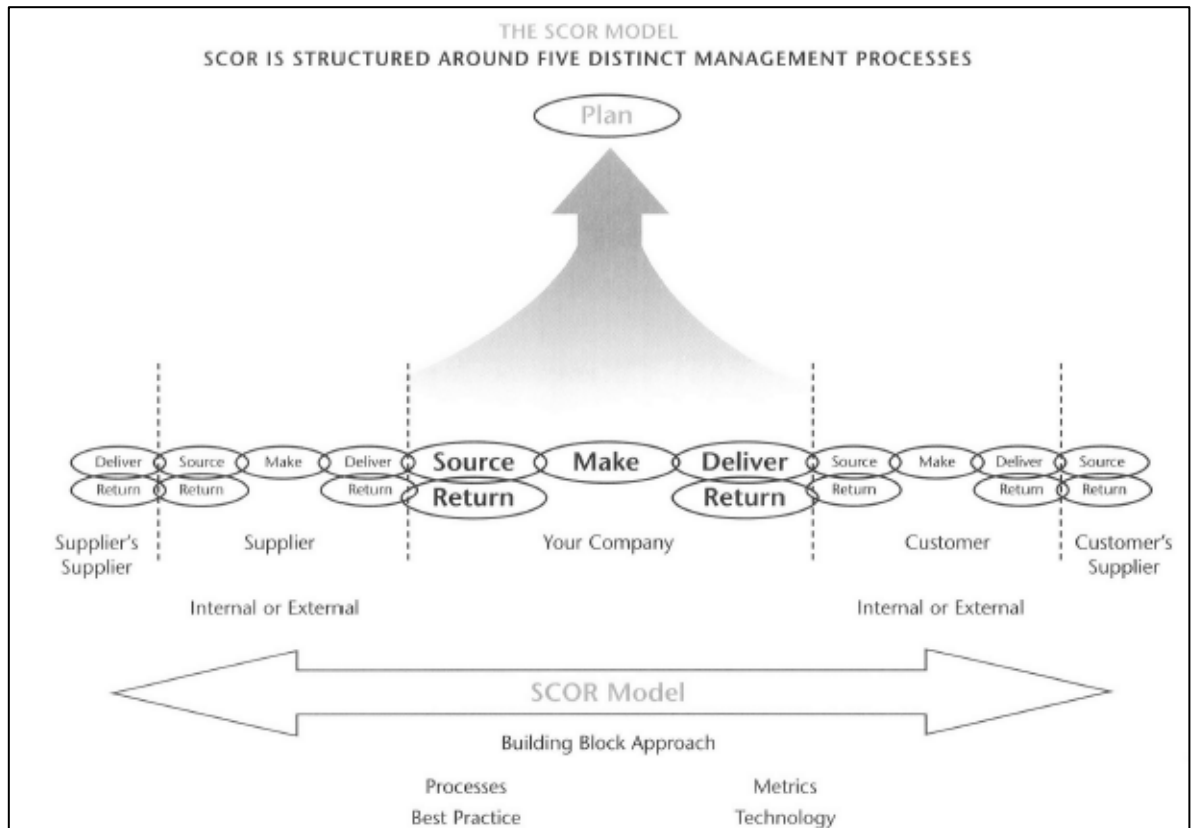 THE SCOR MODEL
SCOR IS STRUCTURED AROUND FIVE DISTINCT MANAGEMENT PROCESSES
Plan
Deliver Source Make Deliver Source Make Deliver Source Make Deliver Source
Return Return Return Return Return Return Return Return
Supplier's Supplier
Supplier
Your Company
Customer
Customer's Supplier
Internal or External
Internal or External
SCOR Model
Building Block Approach
Processes Metrics
Best Practice Technology